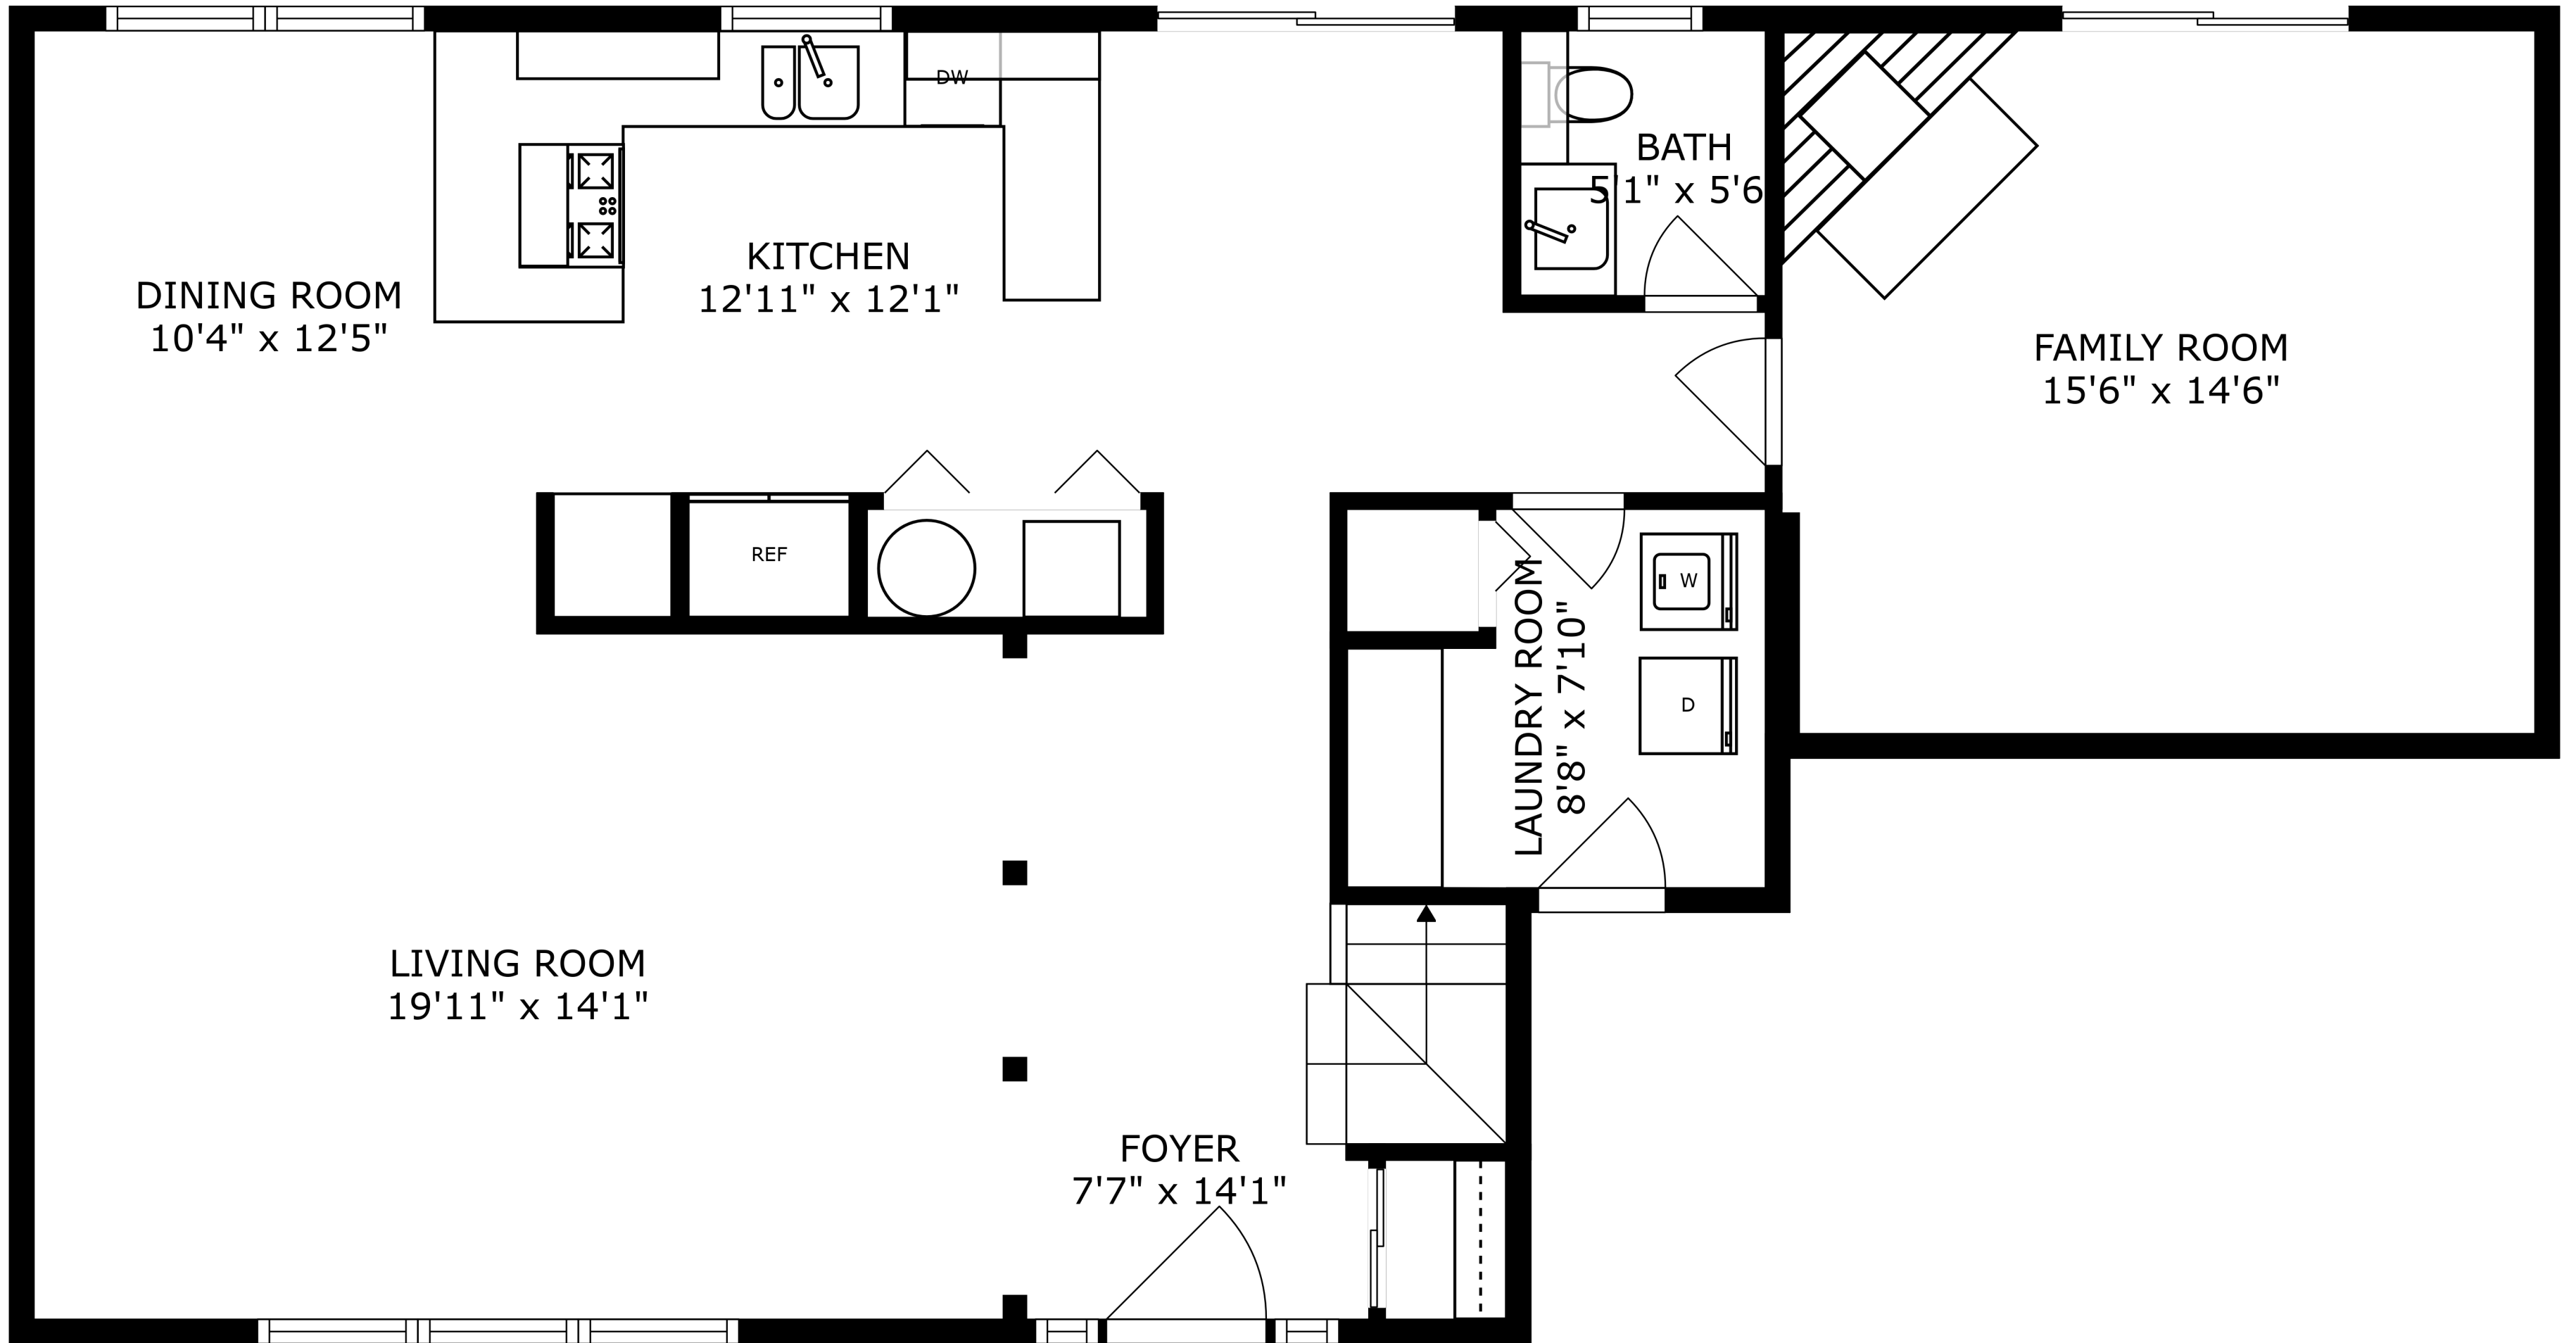 DW
BATH
5'1" x 5'6
KITCHEN
12'11" x 12'1"
DINING ROOM
10'4" x 12'5"
FAMILY ROOM
15'6" x 14'6"
REF
W
D
LAUNDRY ROOM
8'8" x 7'10"
LIVING ROOM
19'11" x 14'1"
FOYER
7'7" x 14'1"